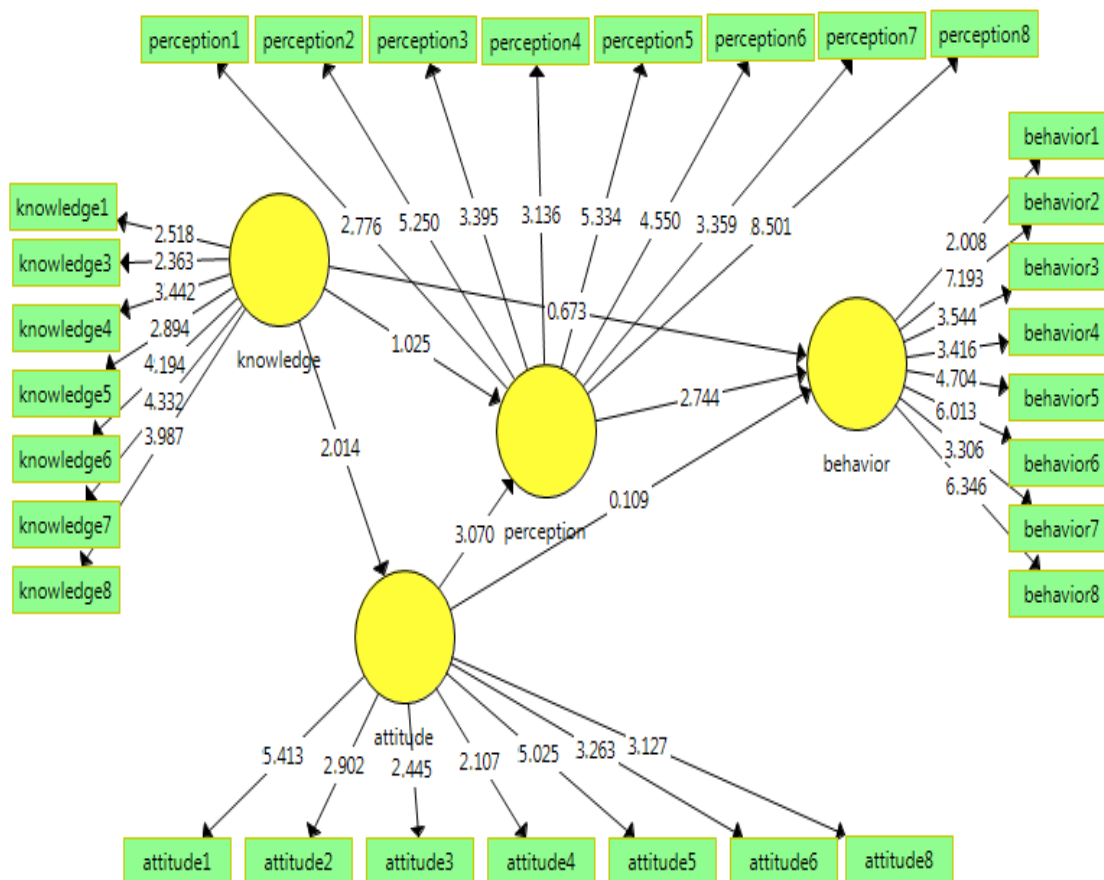 perception1
perception2
perception3
perception4
perception5
perception6
perception7
perception8
behavior1
behavior2
behavior3
behavior4
behavior5
behavior6
behavior7
behavior8
knowledge1
knowledge3
knowledge4
knowledge5
knowledge6
knowledge7
knowledge8
2.776
5.250
3.395
3.136
5.334
4.550
3.359
8.501
2.518
2.363
3.442
2.894
4.194
4.332
3.987
knowledge
1.025
0.673
2.014
2.744
0.109
3.070
perception
behavior
2.008
7.193
3.544
3.416
4.704
6.013
3.306
6.346
attitude
5.413
2.902
2.445
2.107
5.025
3.263
3.127
attitude1
attitude2
attitude3
attitude4
attitude5
attitude6
attitude8